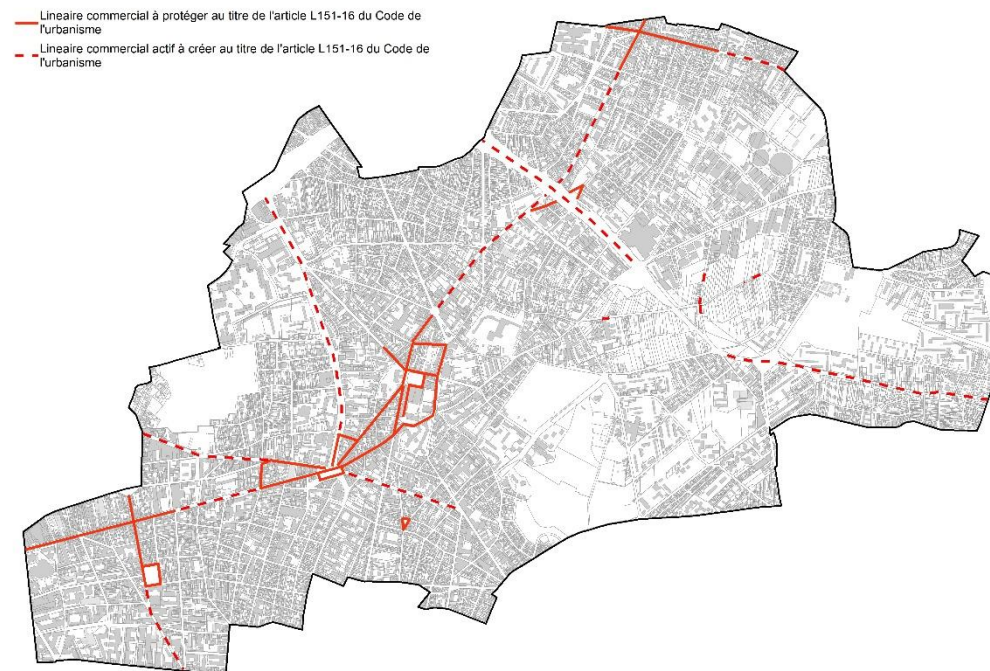 Lineaire commercial à protéger au titre de l'article L151-16 du Code de
l'urbanisme
Lineaire commercial actif à créer au titre de l'article L151-16 du Code de
l'urbanisme